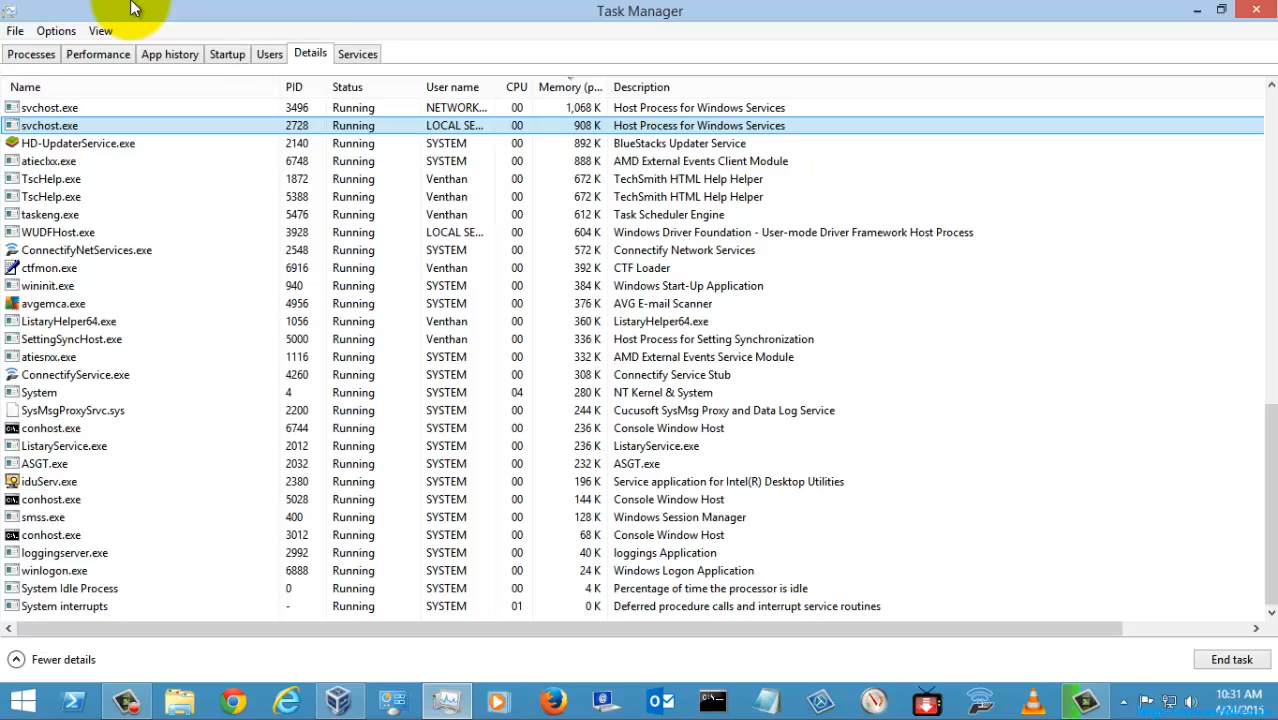 Task Manager
File Options View
Processes Performance App history Startup Users Details Services
Name PID Status User name CPU Memory (p... Description
svchost.exe 3496 Running NETWORK... 00 1,068 K Host Process for Windows Services
svchost.exe 2728 Running LOCAL SE... 00 908 K Host Process for Windows Services
HD-UpdaterService.exe 2140 Running SYSTEM 00 892 K BlueStacks Updater Service
atieclxx.exe 6748 Running SYSTEM 00 888 K AMD External Events Client Module
TscHelp.exe 1872 Running Venthan 00 672 K TechSmith HTML Help Helper
TscHelp.exe 5388 Running Venthan 00 672 K TechSmith HTML Help Helper
taskeng.exe 5476 Running Venthan 00 612 K Task Scheduler Engine
WUDFHost.exe 3928 Running LOCAL SE... 00 604 K Windows Driver Foundation - User-mode Driver Framework Host Process
ConnectifyNetServices.exe 2548 Running SYSTEM 00 572 K Connectify Network Services
ctfmon.exe 6916 Running Venthan 00 392 K CTF Loader
wininit.exe 940 Running SYSTEM 00 384 K Windows Start-Up Application
avgemca.exe 4956 Running SYSTEM 00 376 K AVG E-mail Scanner
ListaryHelper64.exe 1056 Running Venthan 00 360 K ListaryHelper64.exe
SettingSyncHost.exe 5000 Running Venthan 00 336 K Host Process for Setting Synchronization
atiesrxx.exe 1116 Running SYSTEM 00 332 K AMD External Events Service Module
ConnectifyService.exe 4260 Running SYSTEM 00 308 K Connectify Service Stub
System 4 Running SYSTEM 04 280 K NT Kernel & System
SysMsgProxySrvc.sys 2200 Running SYSTEM 00 244 K Cucusoft SysMsg Proxy and Data Log Service
conhost.exe 6744 Running SYSTEM 00 236 K Console Window Host
ListaryService.exe 2012 Running SYSTEM 00 236 K ListaryService.exe
ASGT.exe 2032 Running SYSTEM 00 232 K ASGT.exe
iduServ.exe 2380 Running SYSTEM 00 196 K Service application for Intel(R) Desktop Utilities
conhost.exe 5028 Running SYSTEM 00 144 K Console Window Host
smss.exe 400 Running SYSTEM 00 128 K Windows Session Manager
conhost.exe 3012 Running SYSTEM 00 68 K Console Window Host
loggingserver.exe 2992 Running SYSTEM 00 40 K loggings Application
winlogon.exe 6888 Running SYSTEM 00 24 K Windows Logon Application
System Idle Process 0 Running SYSTEM 00 4 K Percentage of time the processor is idle
System interrupts - Running SYSTEM 01 0 K Deferred procedure calls and interrupt service routines
Fewer details End task
10:31 AM